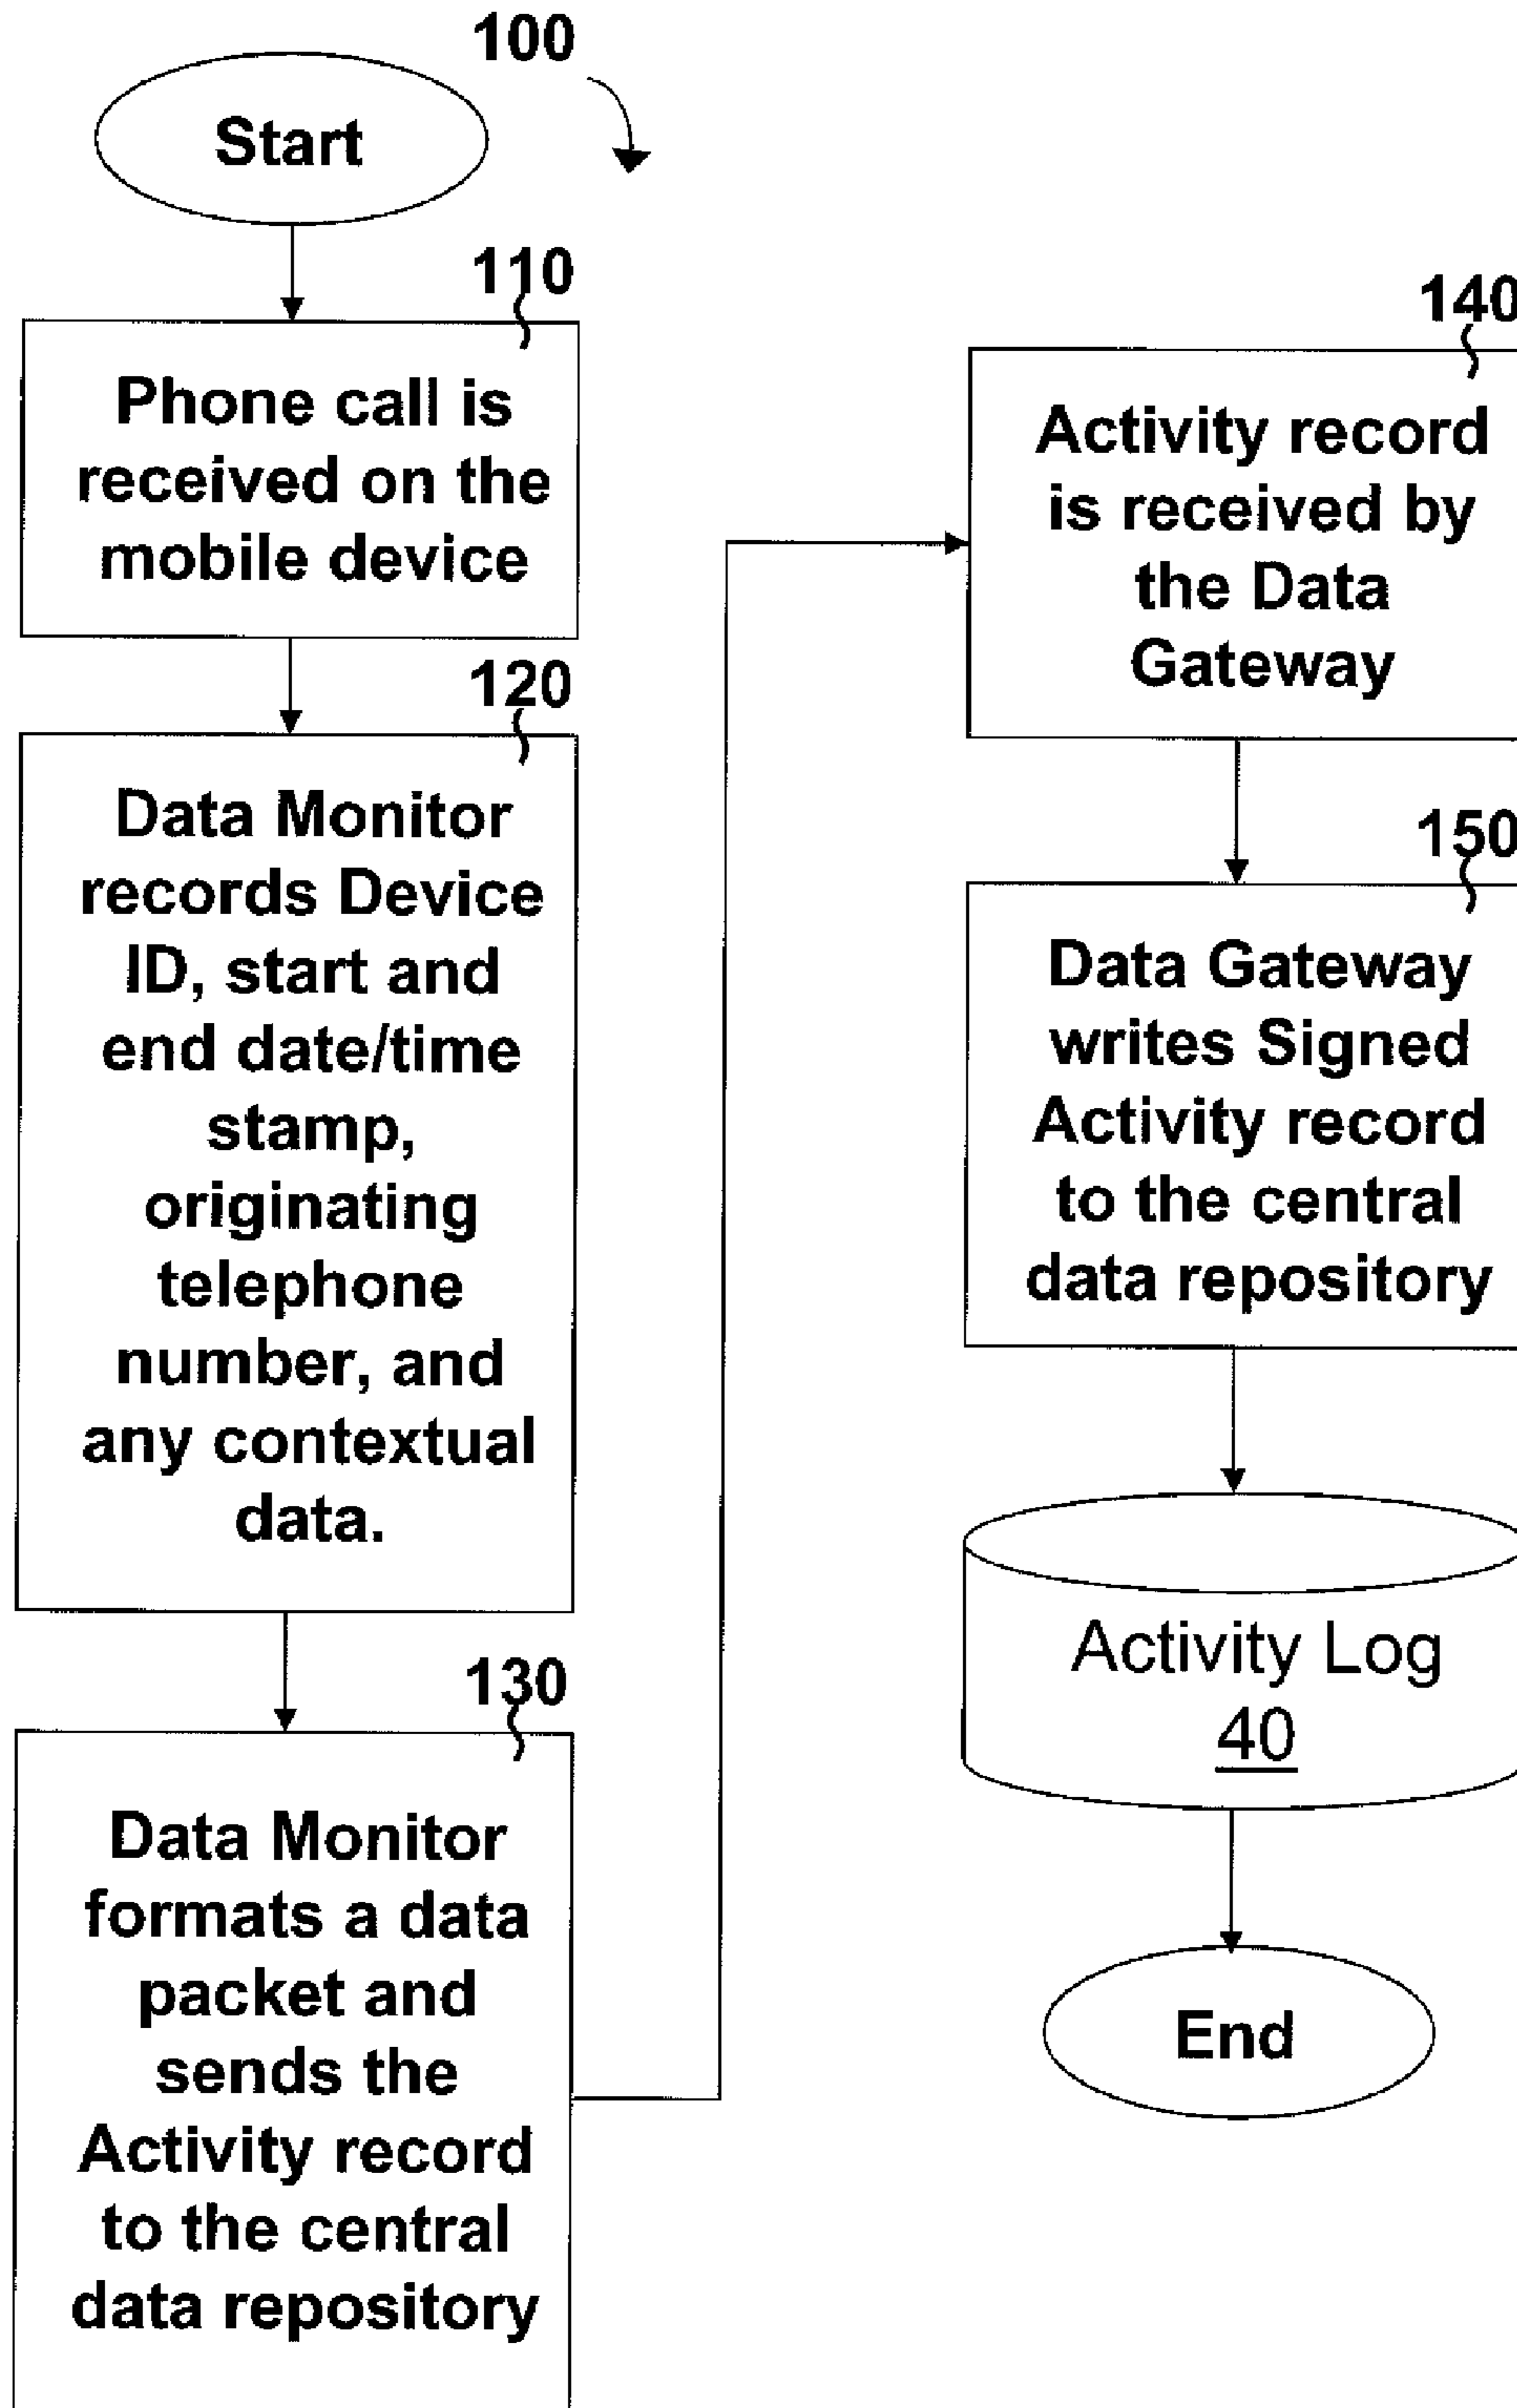 100
Start
110
Phone call is
received on the
mobile device
120
Data Monitor
records Device
ID, start and
end date/time
stamp,
originating
telephone
number, and
any contextual
data.
130
Data Monitor
formats a data
packet and
sends the
Activity record
to the central
data repository
140
Activity record
is received by
the Data
Gateway
150
Data Gateway
writes Signed
Activity record
to the central
data repository
Activity Log
40
End